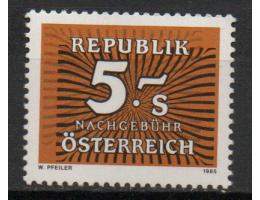 REPUBLIK
5.- S
NACHGEBÜHR
ÖSTERREICH
W. PFEILER 1985